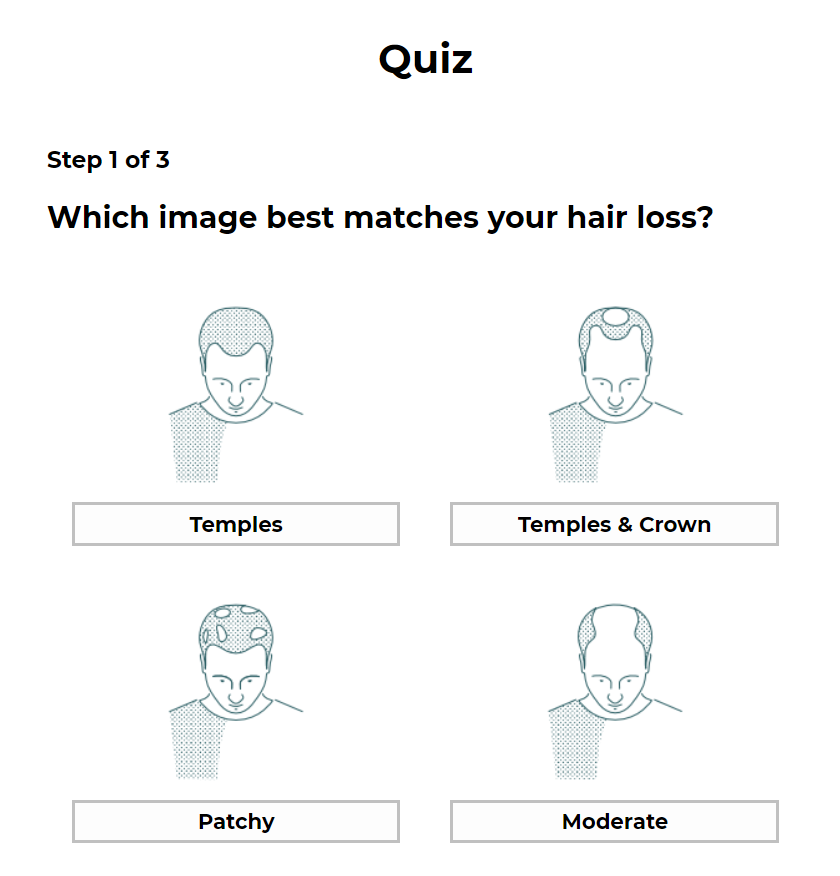 Quiz
Step 1 of 3
Which image best matches your hair loss?
Temples
Temples & Crown
Patchy
Moderate